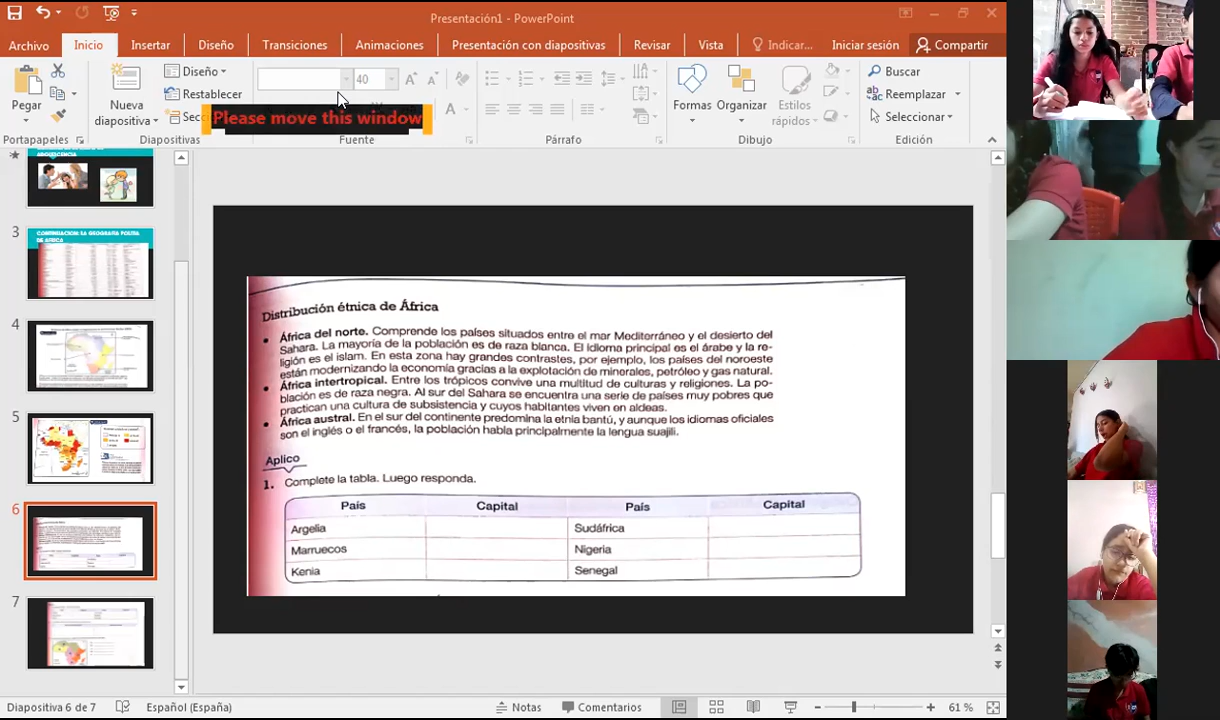 Presentación1 - PowerPoint
Archivo Inicio Insertar Diseño Transiciones Animaciones Presentación con diapositivas Revisar Vista Indicar... Iniciar sesión Compartir
Pegar
Nueva diapositiva
Diseño
Restablecer
Secci
40
Please move this window
Formas Organizar Estilos rápidos
Buscar
Reemplazar
Seleccionar
Portapapeles Diapositivas Fuente Párrafo Dibujo Edición
3
4
5
6
7
Distribución étnica de África
• África del norte. Comprende los países situados entre el mar Mediterráneo y el desierto del
Sahara. La mayoría de la población es de raza blanca. El idioma principal es el árabe y la re-
ligión es el islam. En esta zona hay grandes contrastes, por ejemplo, los países del noroeste
están modernizando la economía gracias a la explotación de minerales, petróleo y gas natural.
• África intertropical. Entre los trópicos convive una multitud de culturas y religiones. La po-
blación es de raza negra. Al sur del Sahara se encuentra una serie de países muy pobres que
practican una cultura de subsistencia y cuyos habitantes viven en aldeas.
• África austral. En el sur del continente predomina la etnia bantú, y aunque los idiomas oficiales
son el inglés o el francés, la población habla principalmente la lengua suajili.
Aplico
1. Complete la tabla. Luego responda.
País Capital País Capital
Argelia Sudáfrica
Marruecos Nigeria
Kenia Senegal
Diapositiva 6 de 7 Español (España) Notas Comentarios 61 %